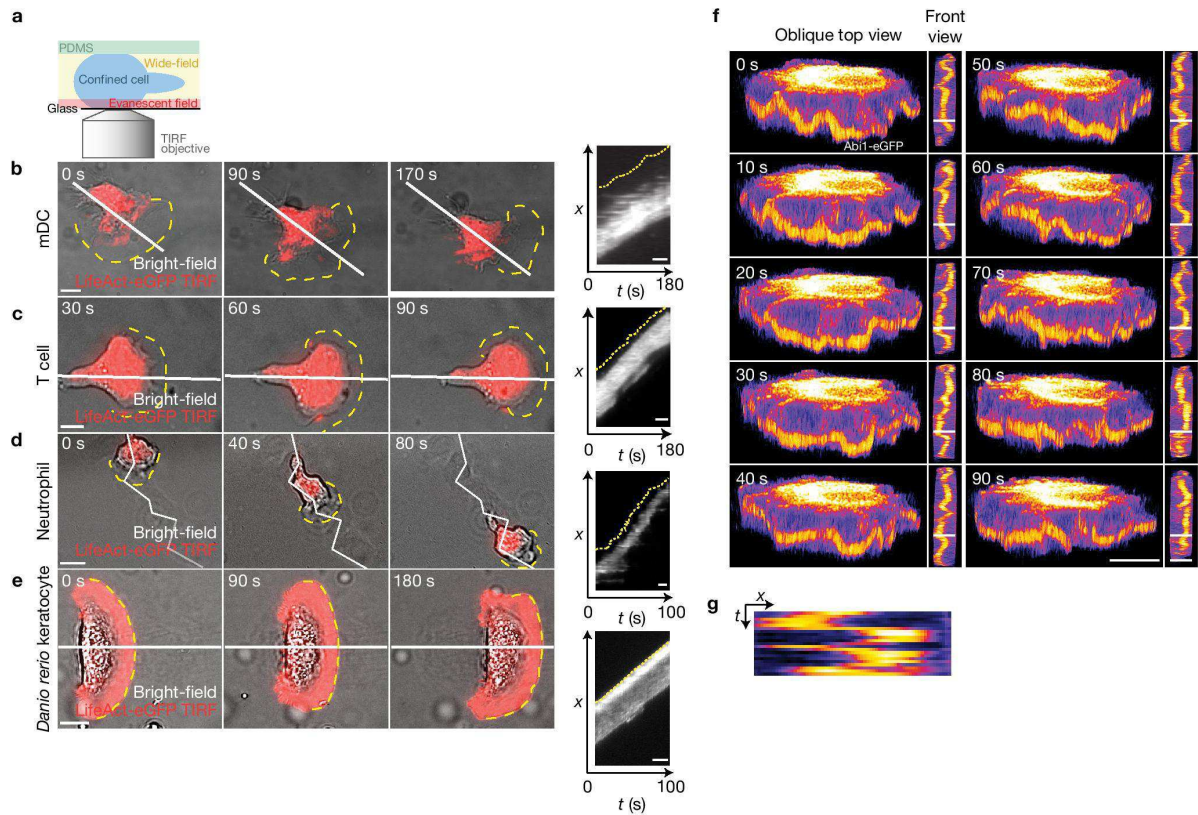 a
PDMS
Wide-field
Confined cell
Evanescent field
Glass
TIRF
objective
b
mDC
0 s
90 s
170 s
Bright-field
LifeAct-eGFP TIRF
x
0
180
t (s)
c
T cell
30 s
60 s
90 s
Bright-field
LifeAct-eGFP TIRF
x
0
180
t (s)
d
Neutrophil
0 s
40 s
80 s
Bright-field
LifeAct-eGFP TIRF
x
0
100
t (s)
e
Danio rerio keratocyte
0 s
90 s
180 s
Bright-field
LifeAct-eGFP TIRF
x
0
100
t (s)
f
Oblique top view
Front
view
0 s
Abi1-eGFP
50 s
10 s
60 s
20 s
70 s
30 s
80 s
40 s
90 s
g
x
t